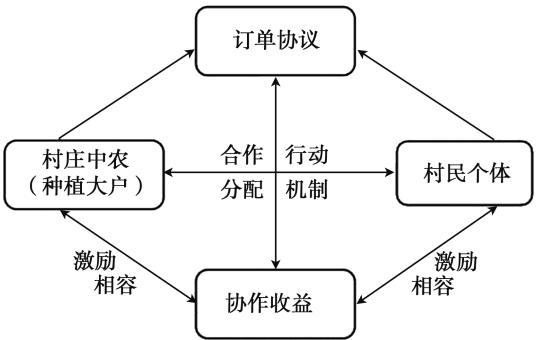 订单协议
合作 行动
村庄中农
（种植大户）
村民个体
分配 机制
激励
相容
激励
相容
协作收益